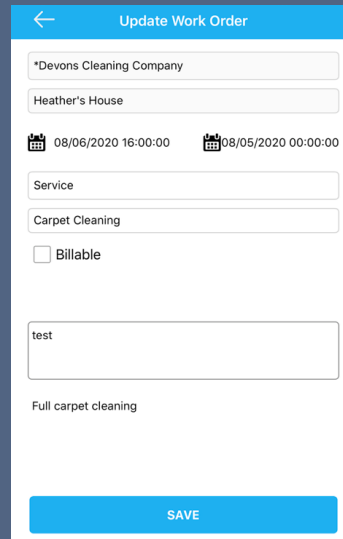 Update Work Order
*Devons Cleaning Company
Heather's House
08/06/2020 16:00:00 08/05/2020 00:00:00
Service
Carpet Cleaning
Billable
test
Full carpet cleaning
SAVE